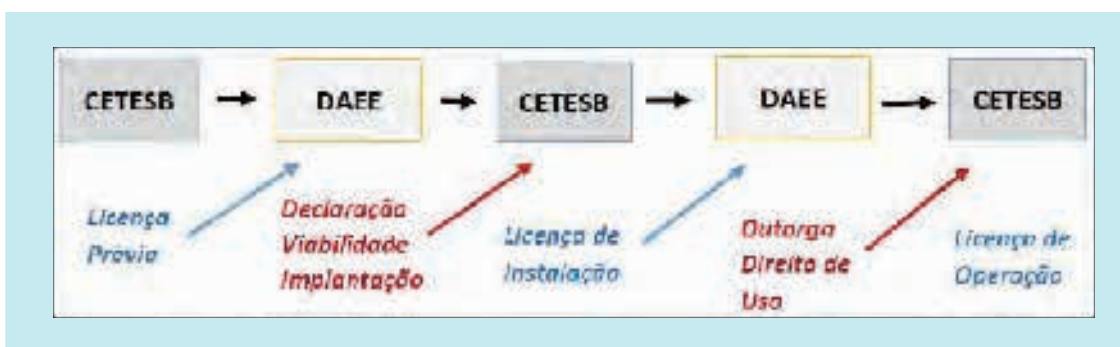 CETESB
DAEE
CETESB
DAEE
CETESB
Licença
Prévia
Declaração
Viabilidade
Implantação
Licença de
Instalação
Outorga
Direito de
Uso
Licença de
Operação